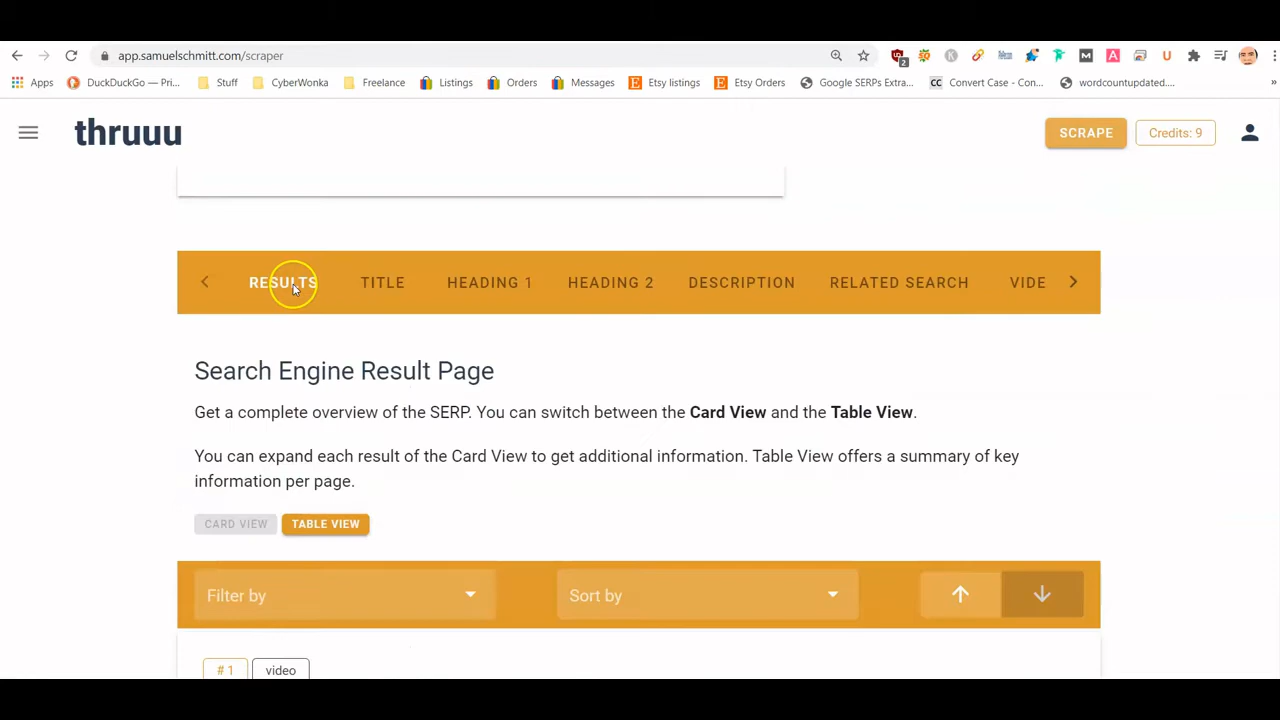 app.samuelschmitt.com/scraper
Apps DuckDuckGo — Pri... Stuff CyberWonka Freelance Listings Orders Messages Etsy listings Etsy Orders Google SERPs Extra... CC Convert Case - Con... wordcountupdated.... »
thruuu SCRAPE Credits: 9
RESULTS TITLE HEADING 1 HEADING 2 DESCRIPTION RELATED SEARCH VIDE
Search Engine Result Page
Get a complete overview of the SERP. You can switch between the Card View and the Table View.
You can expand each result of the Card View to get additional information. Table View offers a summary of key
information per page.
CARD VIEW TABLE VIEW
Filter by Sort by
# 1 video